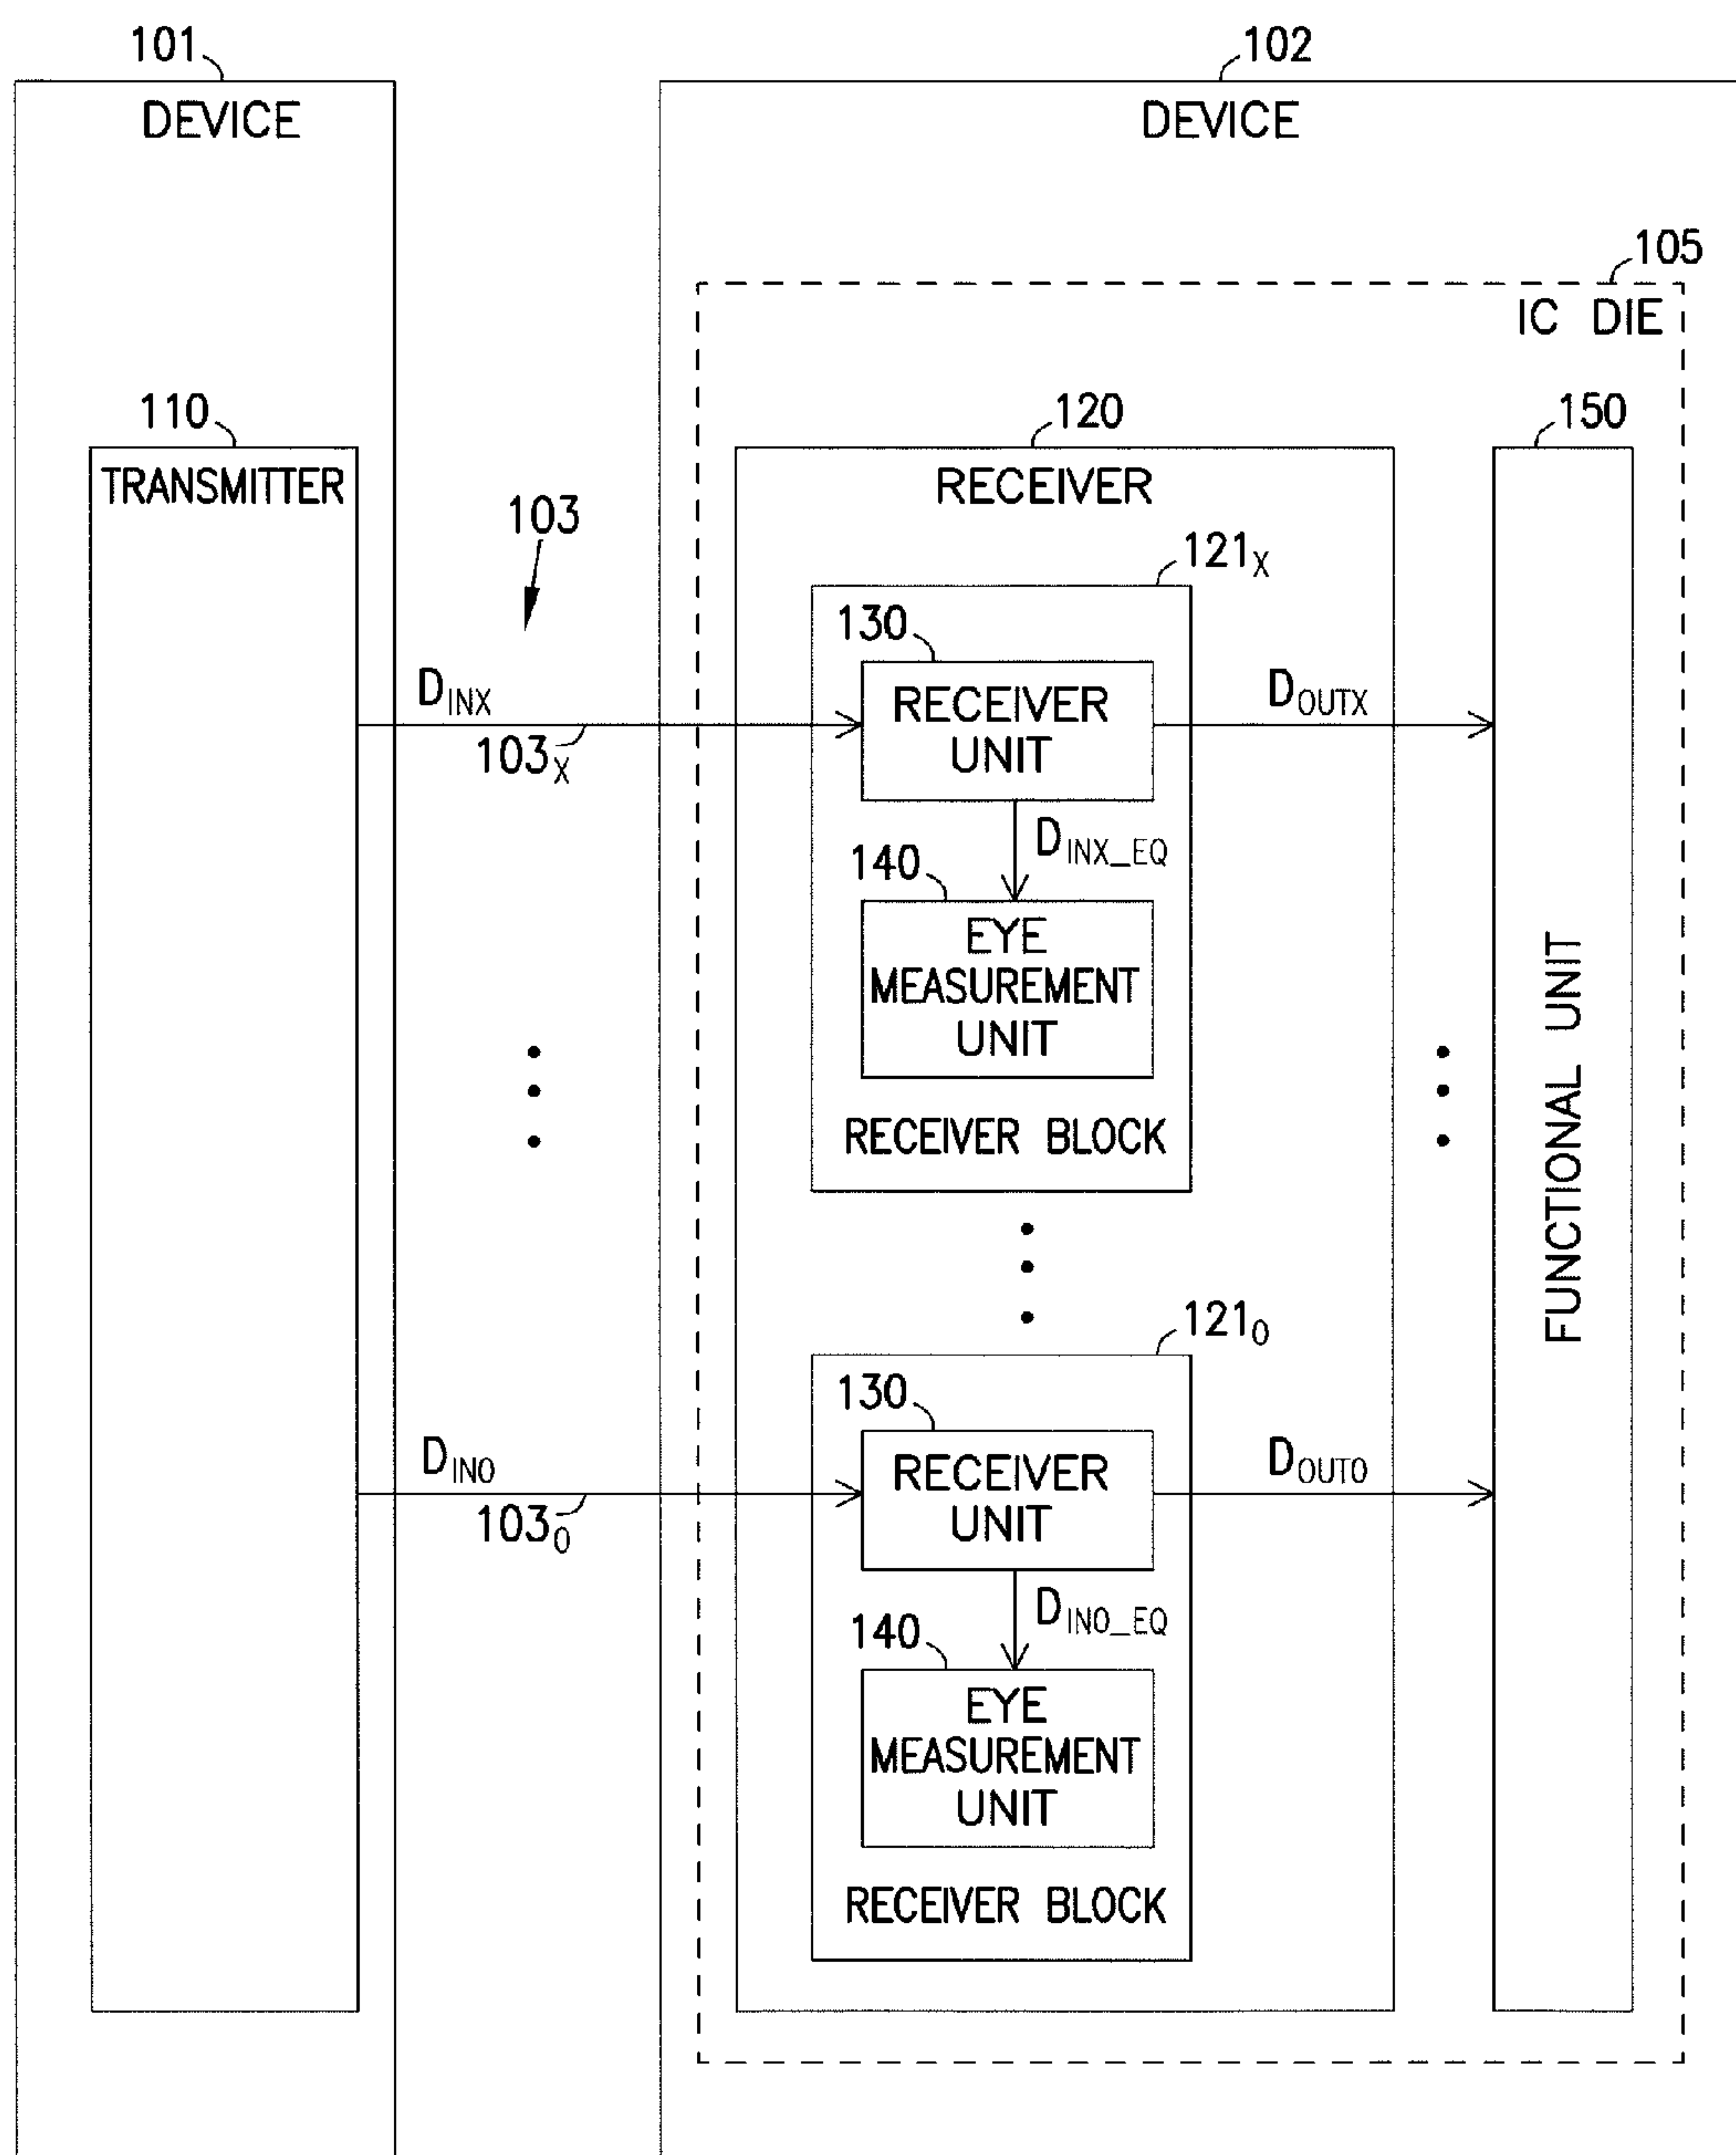 101
DEVICE
102
DEVICE
105
IC DIE
110
TRANSMITTER
120
RECEIVER
150
FUNCTIONAL UNIT
103
121X
130
RECEIVER
UNIT
DINX
103X
DOUTX
DINX_EQ
140
EYE
MEASUREMENT
UNIT
RECEIVER BLOCK
1210
130
RECEIVER
UNIT
DIN0
1030
DOUT0
DIN0_EQ
140
EYE
MEASUREMENT
UNIT
RECEIVER BLOCK